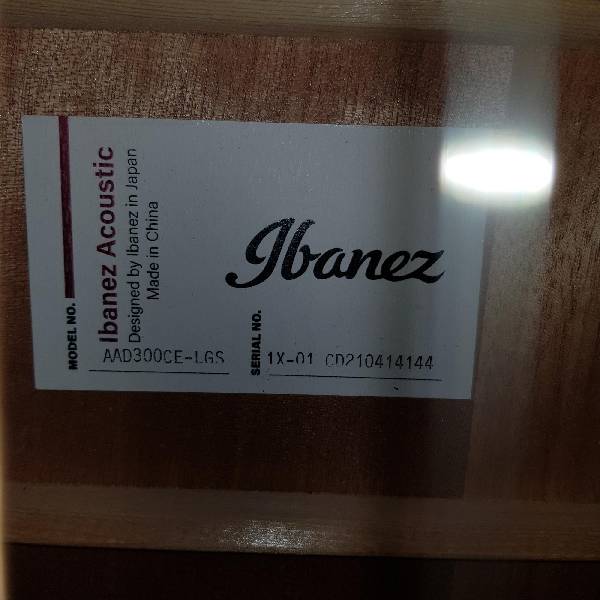 Ibanez Acoustic
Designed by Ibanez in Japan
Made in China
Ibanez
MODEL NO.
AAD300CE-LGS
SERIAL NO.
1X-01 CD210414144